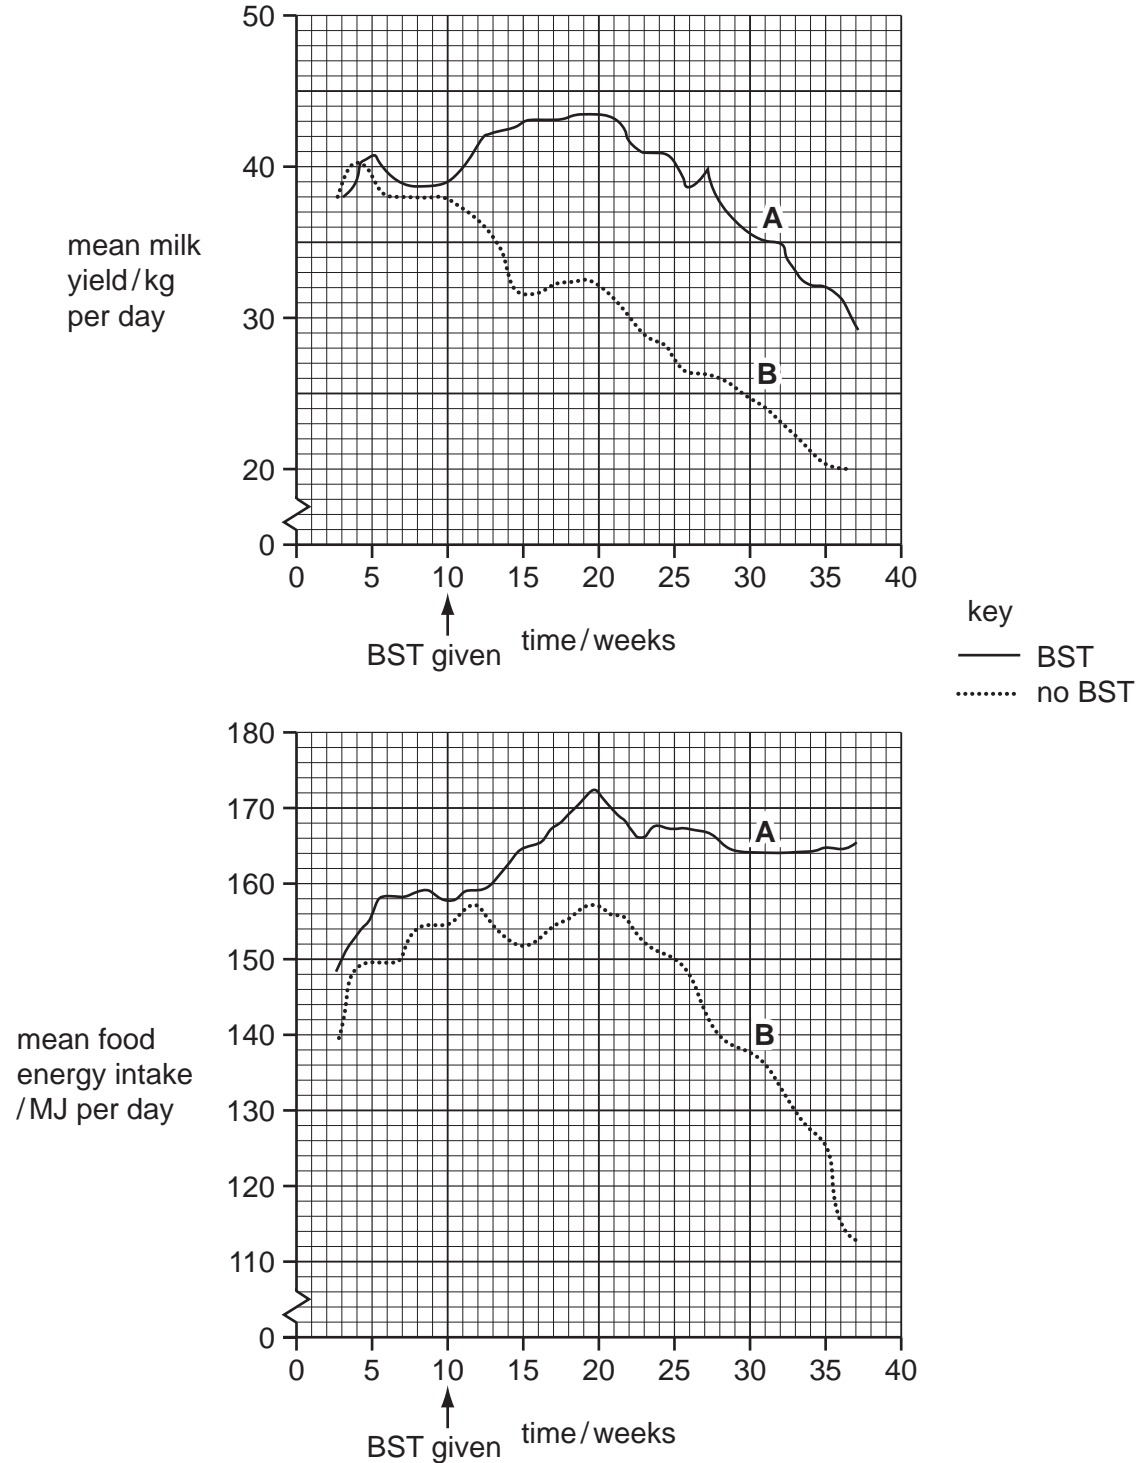 50
40
30
20
0
mean milk
yield / kg
per day
A
B
0 5 10 15 20 25 30 35 40
BST given
time / weeks
key
BST
no BST
180
170
160
150
140
130
120
110
0
mean food
energy intake
/ MJ per day
A
B
0 5 10 15 20 25 30 35 40
BST given
time / weeks